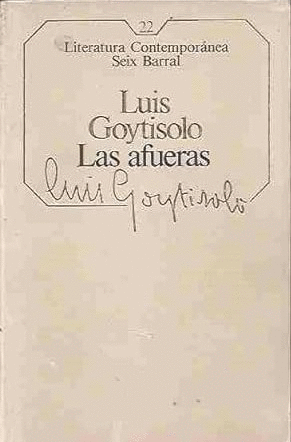 22
Literatura Contemporánea
Seix Barral
Luis
Goytisolo
Las afueras
Luis Goytisolo